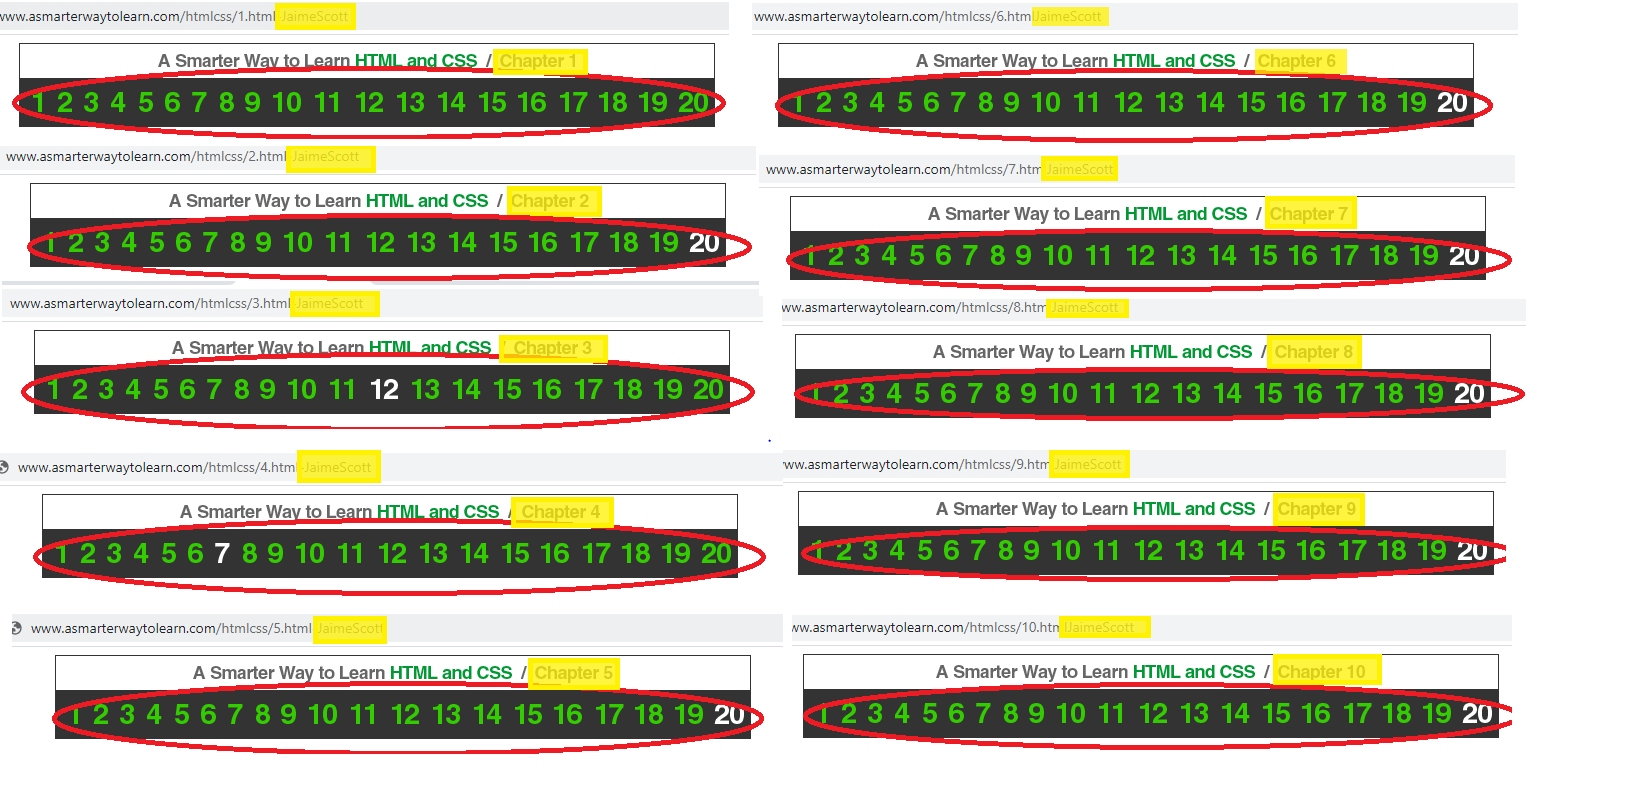 www.asmarterwaytolearn.com/htmlcss/1.html JaimeScott
A Smarter Way to Learn HTML and CSS / Chapter 1
1 2 3 4 5 6 7 8 9 10 11 12 13 14 15 16 17 18 19 20
www.asmarterwaytolearn.com/htmlcss/2.html JaimeScott
A Smarter Way to Learn HTML and CSS / Chapter 2
1 2 3 4 5 6 7 8 9 10 11 12 13 14 15 16 17 18 19 20
www.asmarterwaytolearn.com/htmlcss/3.html JaimeScott
A Smarter Way to Learn HTML and CSS / Chapter 3
1 2 3 4 5 6 7 8 9 10 11 12 13 14 15 16 17 18 19 20
www.asmarterwaytolearn.com/htmlcss/4.html JaimeScott
A Smarter Way to Learn HTML and CSS / Chapter 4
1 2 3 4 5 6 7 8 9 10 11 12 13 14 15 16 17 18 19 20
www.asmarterwaytolearn.com/htmlcss/5.html JaimeScott
A Smarter Way to Learn HTML and CSS / Chapter 5
1 2 3 4 5 6 7 8 9 10 11 12 13 14 15 16 17 18 19 20
www.asmarterwaytolearn.com/htmlcss/6.html JaimeScott
A Smarter Way to Learn HTML and CSS / Chapter 6
1 2 3 4 5 6 7 8 9 10 11 12 13 14 15 16 17 18 19 20
www.asmarterwaytolearn.com/htmlcss/7.htm JaimeScott
A Smarter Way to Learn HTML and CSS / Chapter 7
1 2 3 4 5 6 7 8 9 10 11 12 13 14 15 16 17 18 19 20
www.asmarterwaytolearn.com/htmlcss/8.htm JaimeScott
A Smarter Way to Learn HTML and CSS / Chapter 8
1 2 3 4 5 6 7 8 9 10 11 12 13 14 15 16 17 18 19 20
www.asmarterwaytolearn.com/htmlcss/9.htm JaimeScott
A Smarter Way to Learn HTML and CSS / Chapter 9
1 2 3 4 5 6 7 8 9 10 11 12 13 14 15 16 17 18 19 20
www.asmarterwaytolearn.com/htmlcss/10.htm JaimeScott
A Smarter Way to Learn HTML and CSS / Chapter 10
1 2 3 4 5 6 7 8 9 10 11 12 13 14 15 16 17 18 19 20